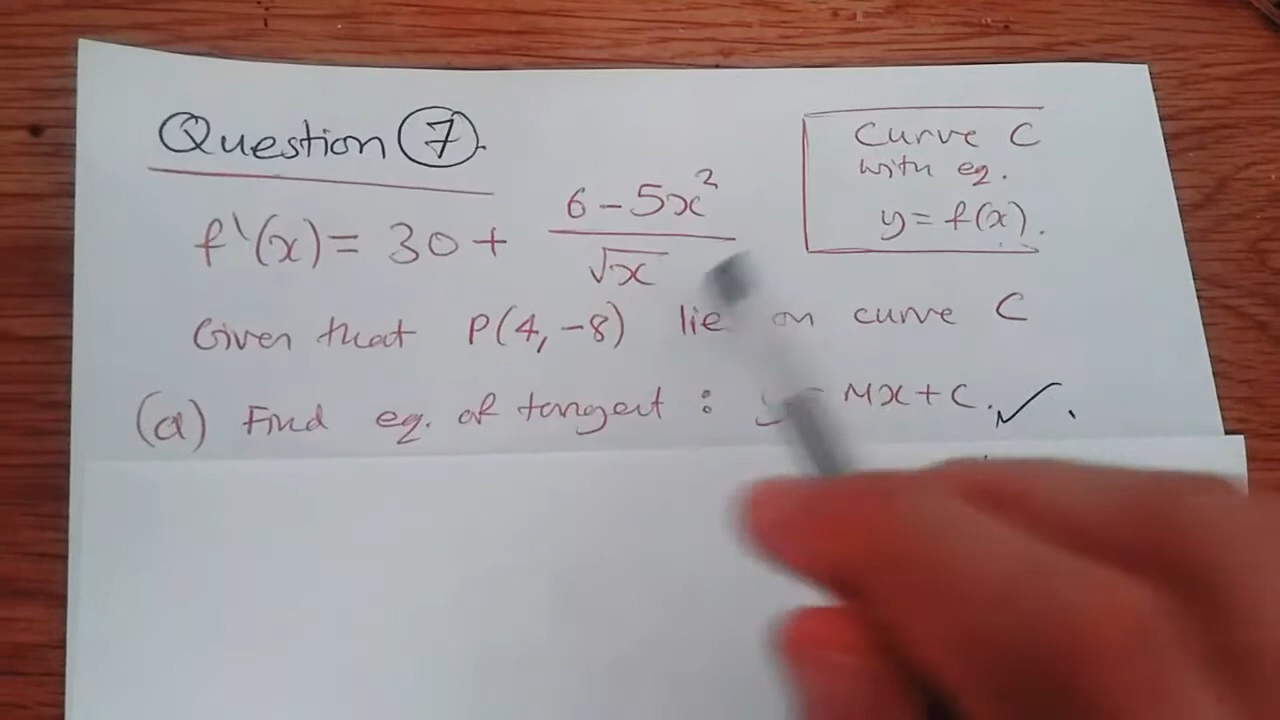 Question 7.
f'(x) = 30 + (6 - 5x²)/√x
Curve C
with eq.
y = f(x).
Given that P(4, -8) lie on curve C
(a) Find eq. of tangent : y = Mx + C. ✓.